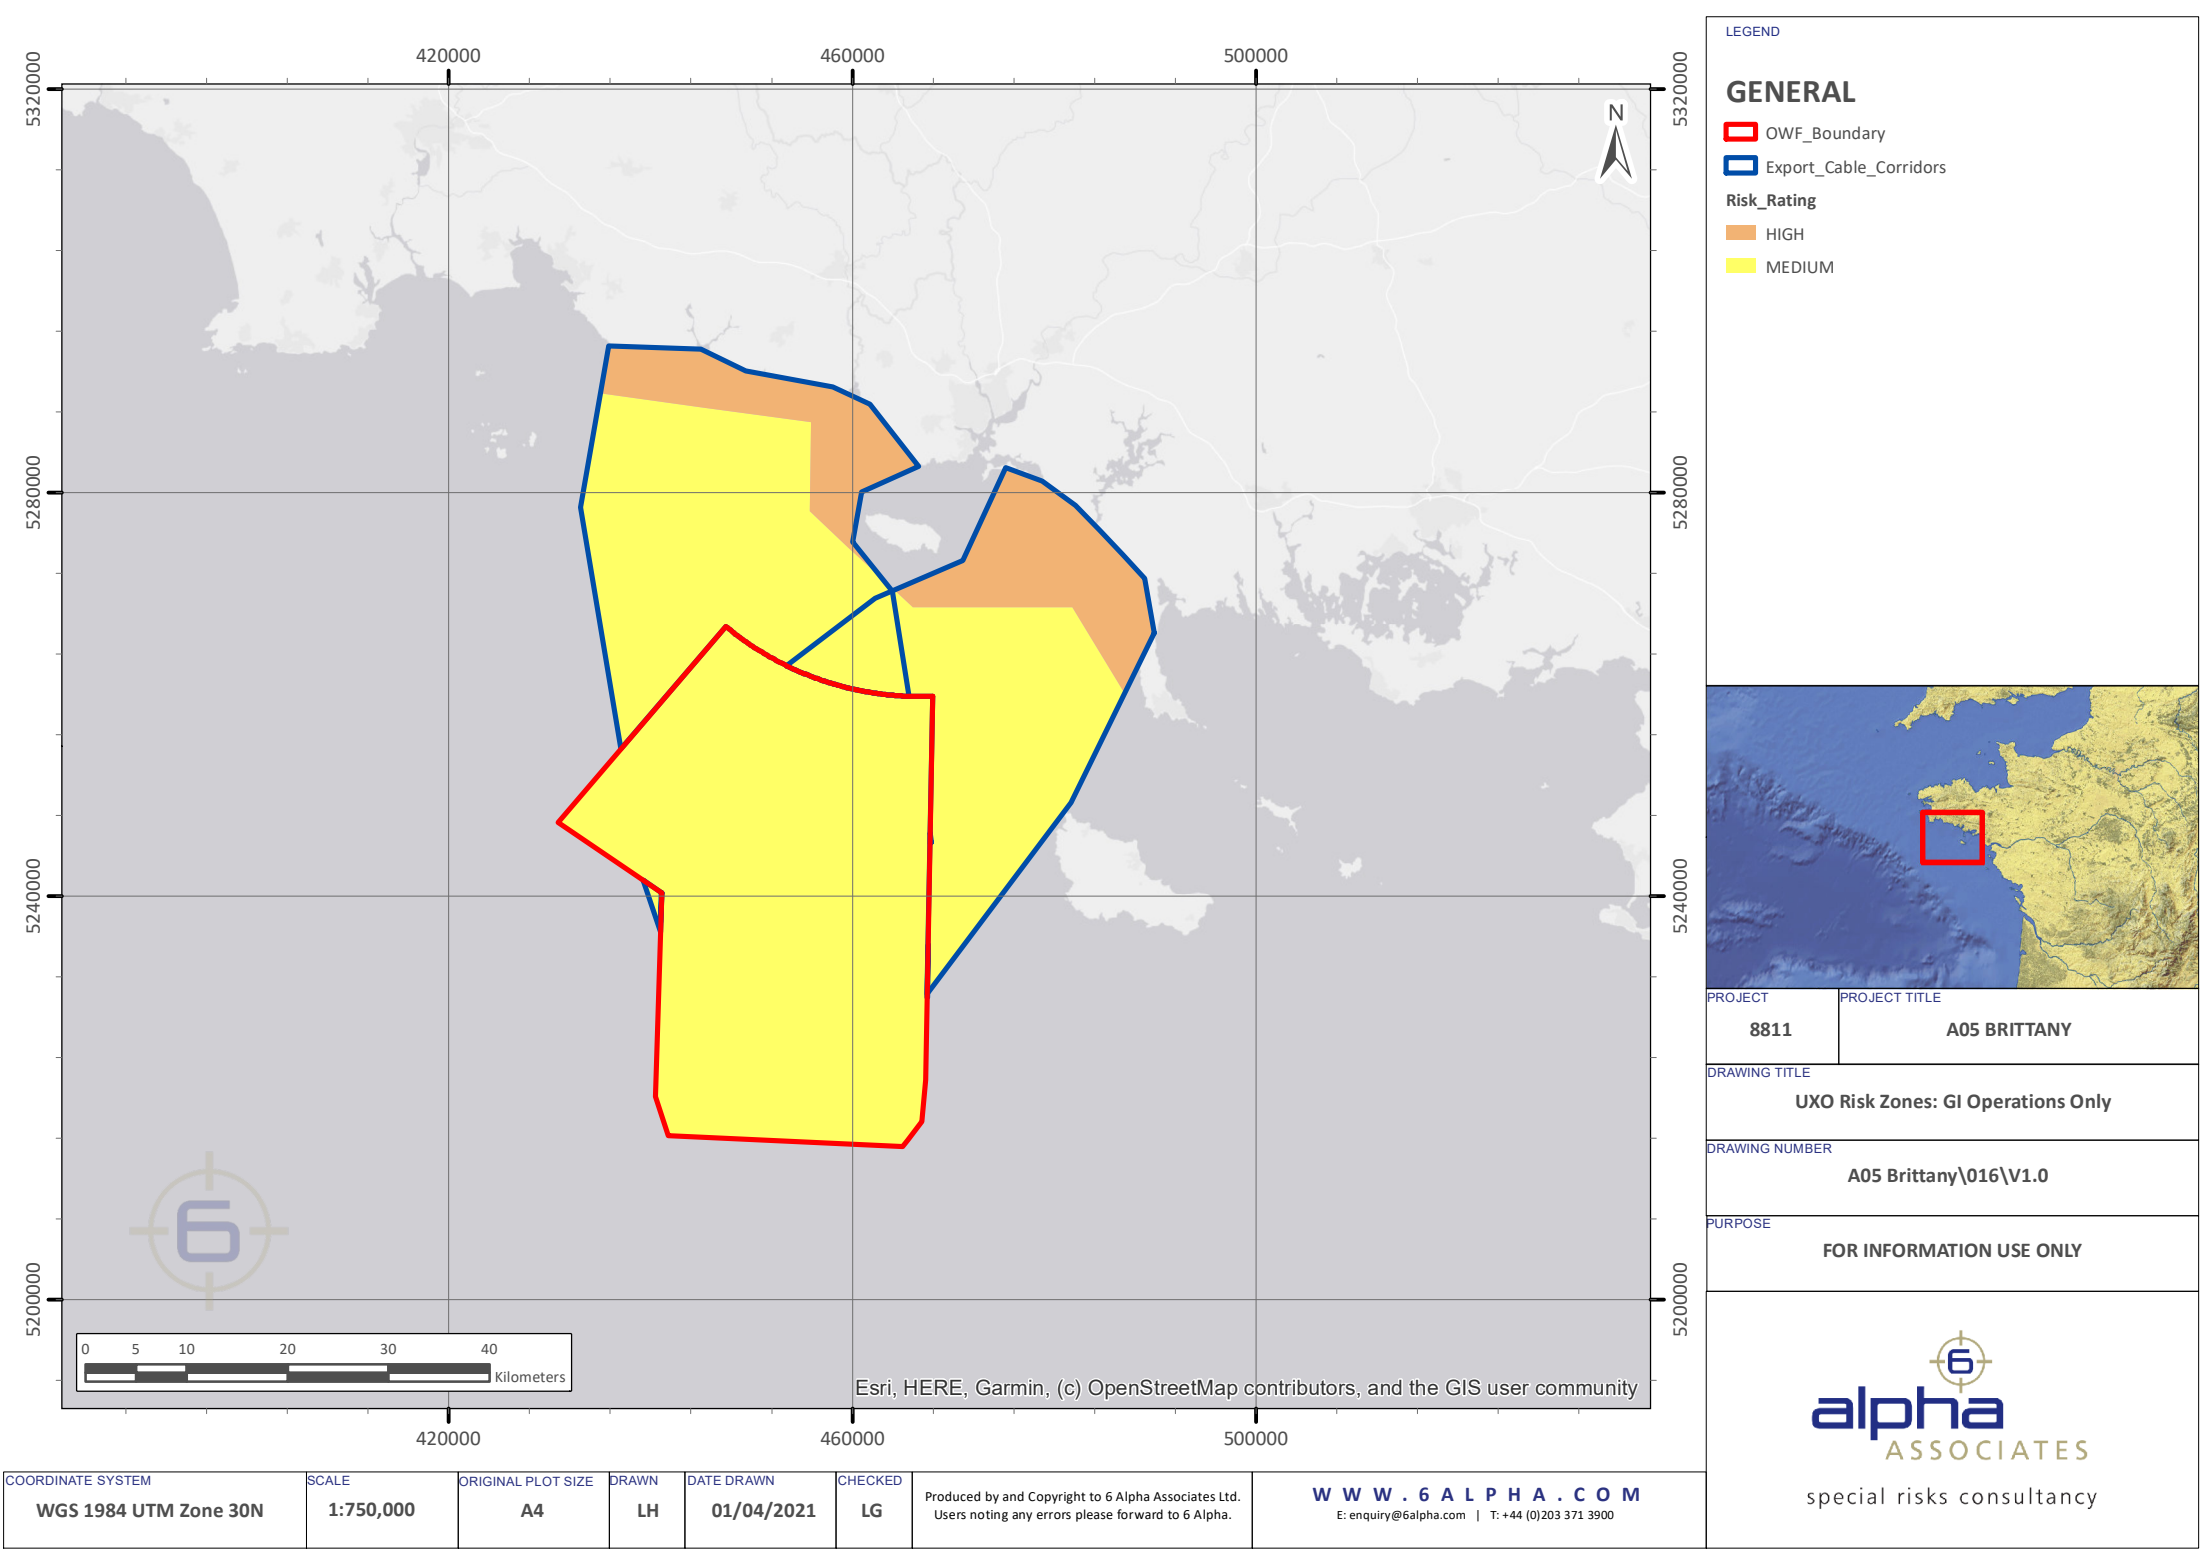 420000
460000
500000
5320000
5320000
5280000
5280000
5240000
5240000
5200000
5200000
N
6
0 5 10 20 30 40
Kilometers
Esri, HERE, Garmin, (c) OpenStreetMap contributors, and the GIS user community
420000
460000
500000
LEGEND
GENERAL
OWF_Boundary
Export_Cable_Corridors
Risk_Rating
HIGH
MEDIUM
PROJECT
8811
PROJECT TITLE
A05 BRITTANY
DRAWING TITLE
UXO Risk Zones: GI Operations Only
DRAWING NUMBER
A05 Brittany\016\V1.0
PURPOSE
FOR INFORMATION USE ONLY
6
alpha
ASSOCIATES
special risks consultancy
COORDINATE SYSTEM
WGS 1984 UTM Zone 30N
SCALE
1:750,000
ORIGINAL PLOT SIZE
A4
DRAWN
LH
DATE DRAWN
01/04/2021
CHECKED
LG
Produced by and Copyright to 6 Alpha Associates Ltd.
Users noting any errors please forward to 6 Alpha.
WWW.6ALPHA.COM
E: enquiry@6alpha.com | T: +44 (0)203 371 3900